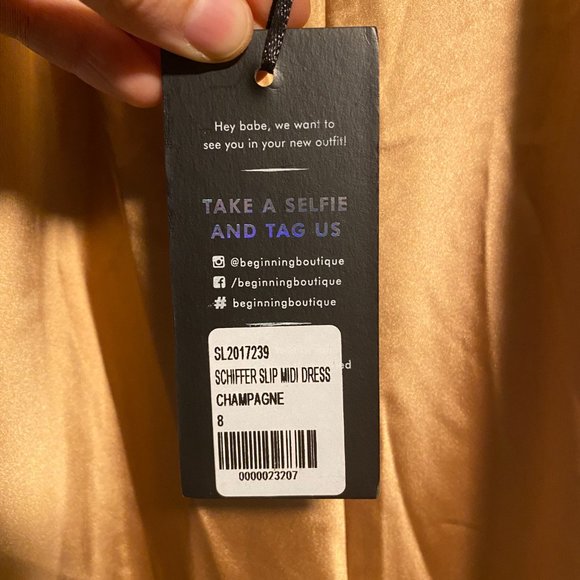 Hey babe, we want to
see you in your new outfit!
TAKE A SELFIE
AND TAG US
@beginningboutique
/beginningboutique
# beginningboutique
SL2017239
SCHIFFER SLIP MIDI DRESS
CHAMPAGNE
8
0000023207